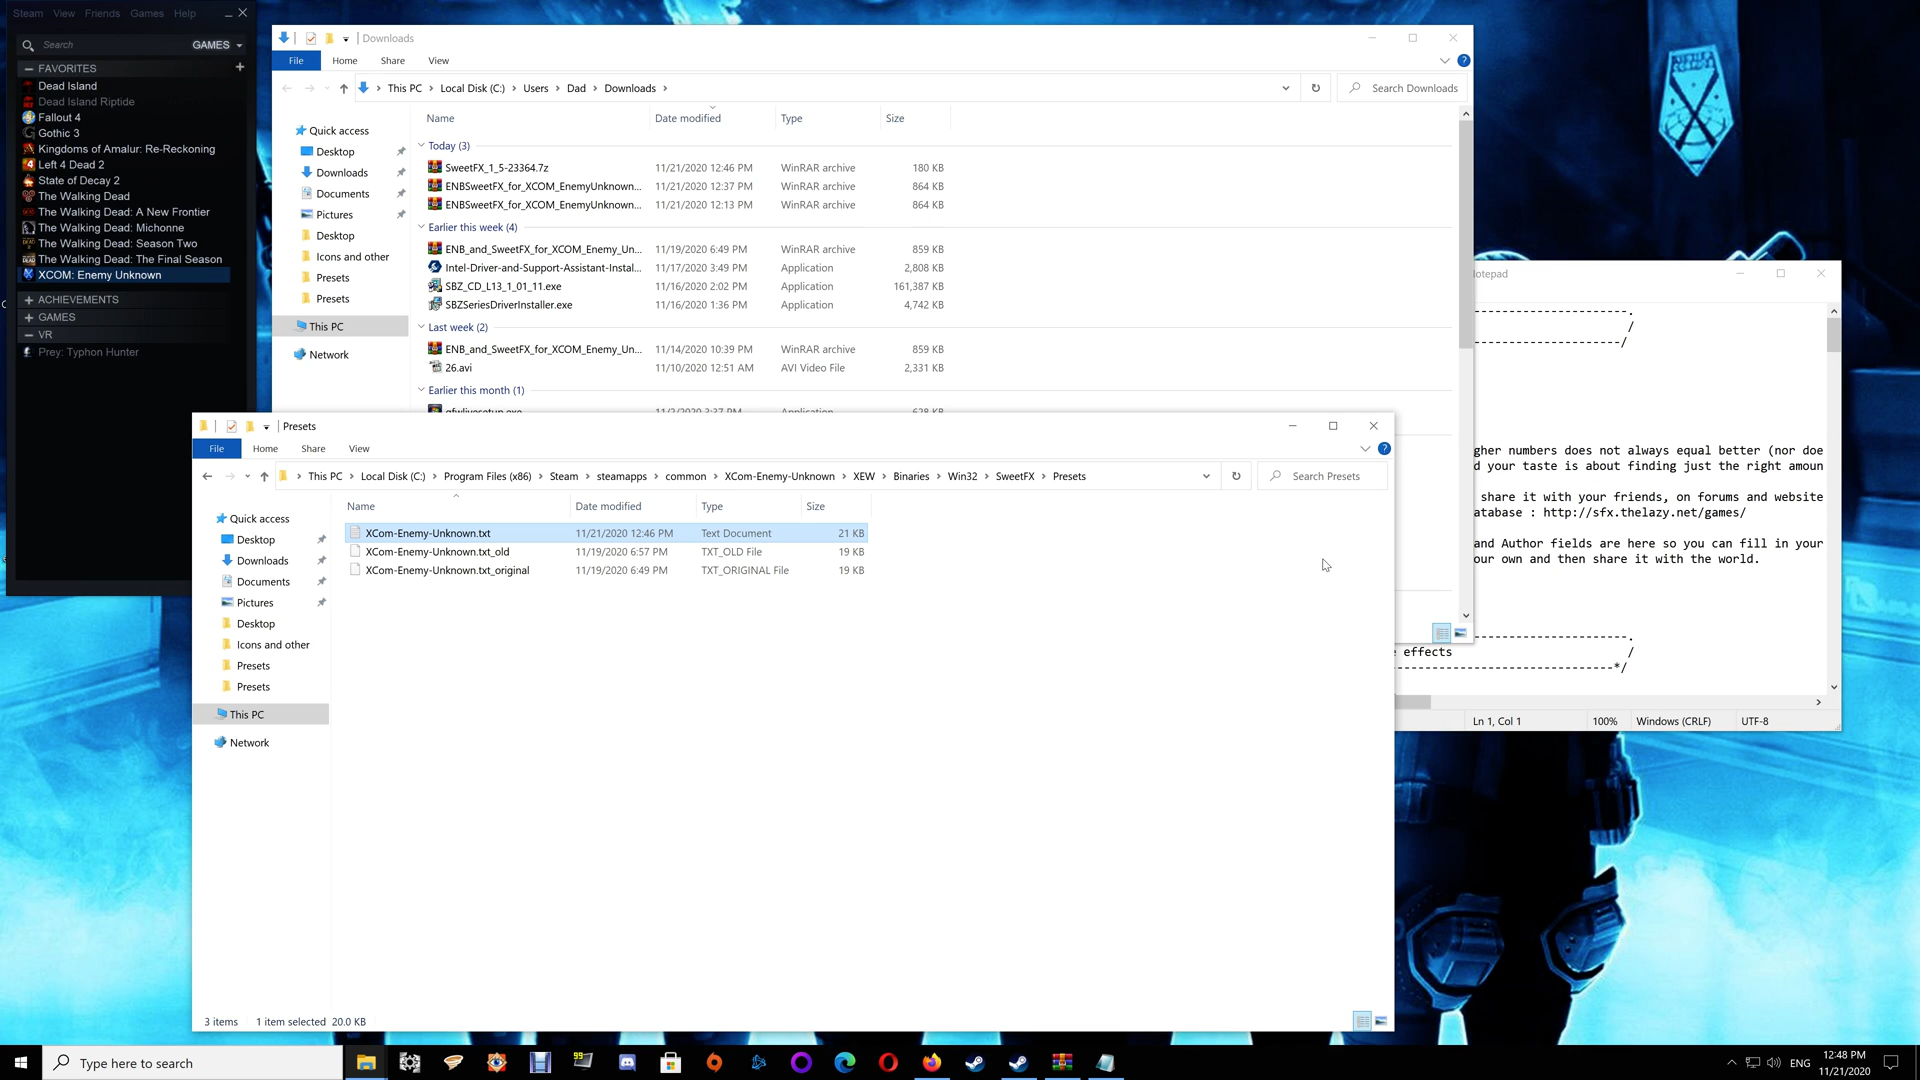 Steam View Friends Games Help
Search GAMES
FAVORITES
Dead Island
Dead Island Riptide
Fallout 4
Gothic 3
Kingdoms of Amalur: Re-Reckoning
Left 4 Dead 2
State of Decay 2
The Walking Dead
The Walking Dead: A New Frontier
The Walking Dead: Michonne
The Walking Dead: Season Two
The Walking Dead: The Final Season
XCOM: Enemy Unknown
ACHIEVEMENTS
GAMES
VR
Prey: Typhon Hunter
Downloads
File Home Share View
This PC > Local Disk (C:) > Users > Dad > Downloads >
Search Downloads
Quick access
Desktop
Downloads
Documents
Pictures
Desktop
Icons and other
Presets
Presets
This PC
Network
Name Date modified Type Size
Today (3)
SweetFX_1_5-23364.7z 11/21/2020 12:46 PM WinRAR archive 180 KB
ENBSweetFX_for_XCOM_EnemyUnknown... 11/21/2020 12:37 PM WinRAR archive 864 KB
ENBSweetFX_for_XCOM_EnemyUnknown... 11/21/2020 12:13 PM WinRAR archive 864 KB
Earlier this week (4)
ENB_and_SweetFX_for_XCOM_Enemy_Un... 11/19/2020 6:49 PM WinRAR archive 859 KB
Intel-Driver-and-Support-Assistant-Instal... 11/17/2020 3:49 PM Application 2,808 KB
SBZ_CD_L13_1_01_11.exe 11/16/2020 2:02 PM Application 161,387 KB
SBZSeriesDriverInstaller.exe 11/16/2020 1:36 PM Application 4,742 KB
Last week (2)
ENB_and_SweetFX_for_XCOM_Enemy_Un... 11/14/2020 10:39 PM WinRAR archive 859 KB
26.avi 11/10/2020 12:51 AM AVI Video File 2,331 KB
Earlier this month (1)
gfwlivesetup.exe 11/2/2020 3:37 PM Application 628 KB
otepad
-------------------------.
/
------------------------/
gher numbers does not always equal better (nor doe
d your taste is about finding just the right amoun
share it with your friends, on forums and website
atabase : http://sfx.thelazy.net/games/
and Author fields are here so you can fill in your
our own and then share it with the world.
-------------------------.
e effects /
-----------------------------------*/
Ln 1, Col 1 100% Windows (CRLF) UTF-8
Presets
File Home Share View
This PC > Local Disk (C:) > Program Files (x86) > Steam > steamapps > common > XCom-Enemy-Unknown > XEW > Binaries > Win32 > SweetFX > Presets
Search Presets
Quick access
Desktop
Downloads
Documents
Pictures
Desktop
Icons and other
Presets
Presets
This PC
Network
Name Date modified Type Size
XCom-Enemy-Unknown.txt 11/21/2020 12:46 PM Text Document 21 KB
XCom-Enemy-Unknown.txt_old 11/19/2020 6:57 PM TXT_OLD File 19 KB
XCom-Enemy-Unknown.txt_original 11/19/2020 6:49 PM TXT_ORIGINAL File 19 KB
3 items 1 item selected 20.0 KB
Type here to search
99
ENG
12:48 PM
11/21/2020